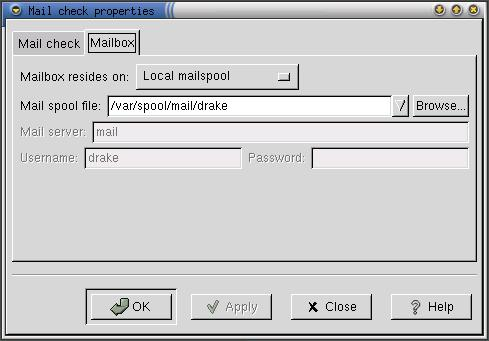 Mail check properties
Mail check Mailbox
Mailbox resides on: Local mailspool
Mail spool file: /var/spool/mail/drake Browse...
Mail server: mail
Username: drake Password:
OK Apply Close Help